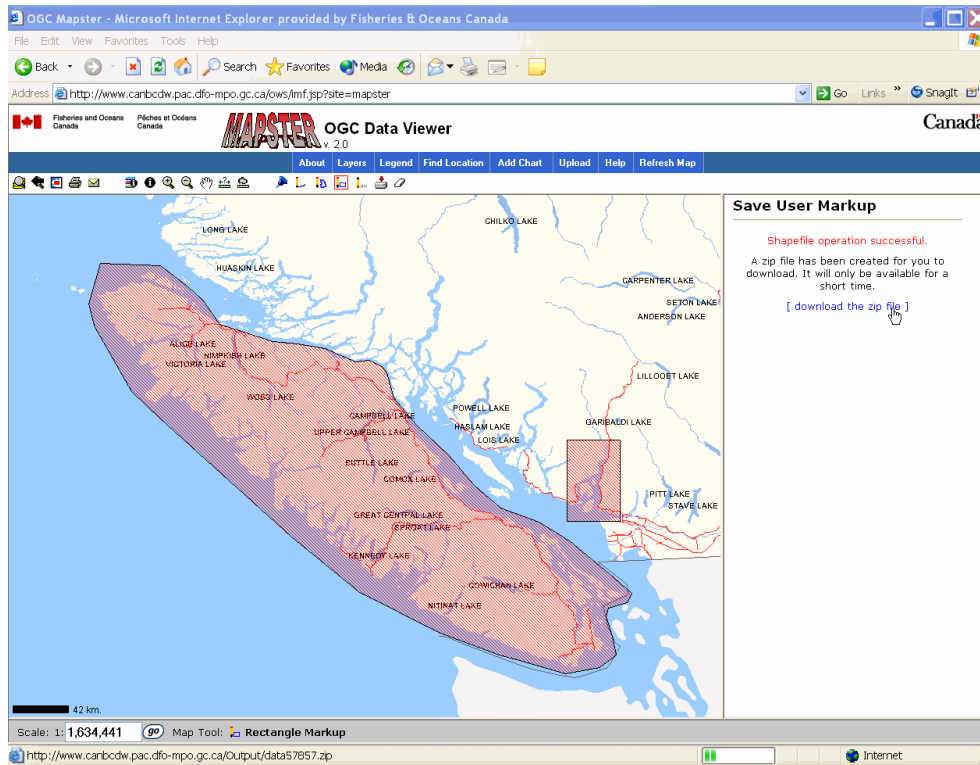 OGC Mapster - Microsoft Internet Explorer provided by Fisheries & Oceans Canada
File Edit View Favorites Tools Help
Back Search Favorites Media
Address http://www.canbcdw.pac.dfo-mpo.gc.ca/ows/imf.jsp?site=mapster Go Links » SnagIt
Fisheries and Oceans Canada Pêches et Océans Canada
MAPSTER v. 2.0 OGC Data Viewer
Canada
About Layers Legend Find Location Add Chart Upload Help Refresh Map
Save User Markup
Shapefile operation successful.
A zip file has been created for you to
download. It will only be available for a
short time.
[ download the zip file ]
CHILKO LAKE
LONG LAKE
HUASKIN LAKE
CARPENTER LAKE
SETON LAKE
ANDERSON LAKE
ALICE LAKE
NIMPKISH LAKE
VICTORIA LAKE
LILLOOET LAKE
WOSS LAKE
POWELL LAKE
CAMPBELL LAKE
GARIBALDI LAKE
HASLAM LAKE
UPPER CAMPBELL LAKE
LOIS LAKE
BUTTLE LAKE
COMOX LAKE
PITT LAKE
STAVE LAKE
GREAT CENTRAL LAKE
SPROAT LAKE
KENNEDY LAKE
COWICHAN LAKE
NITINAT LAKE
42 km.
Scale: 1: 1,634,441 go Map Tool: Rectangle Markup
http://www.canbcdw.pac.dfo-mpo.gc.ca/Output/data57857.zip Internet